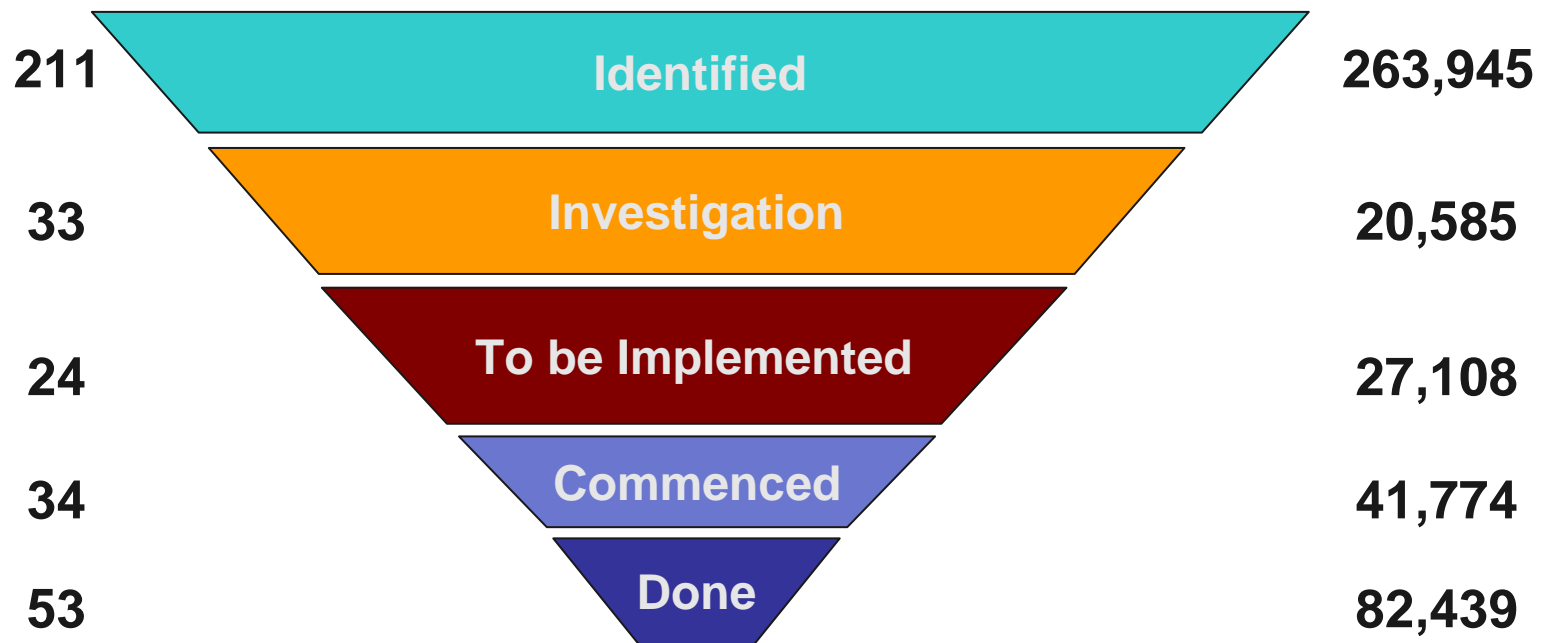 211 Identified 263,945
33 Investigation 20,585
24 To be Implemented 27,108
34 Commenced 41,774
53 Done 82,439